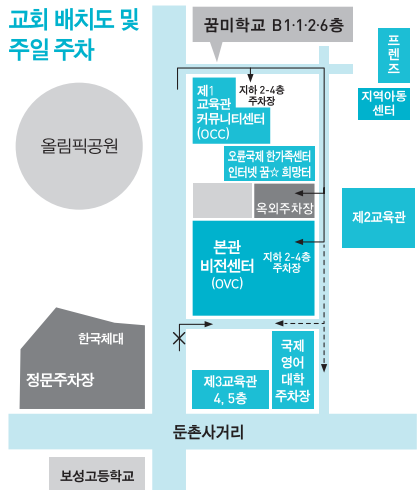 교회 배치도 및
주일 주차
꿈미학교 B1·1·2·6층
프렌즈
지역아동
센터
제1
교육관
커뮤니티센터
(OCC)
지하 2-4층
주차장
올림픽공원
오륜국제 한가족센터
인터넷 꿈☆ 희망터
옥외주차장
제2교육관
본관
비전센터
(OVC)
지하 2-4층
주차장
한국체대
정문주차장
국제
영어
대학
주차장
제3교육관
4, 5층
둔촌사거리
보성고등학교